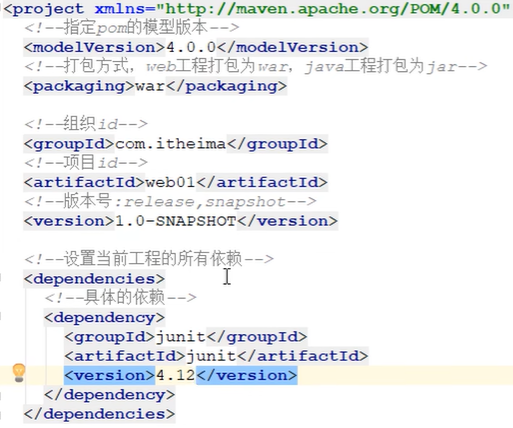 <project xmlns="http://maven.apache.org/POM/4.0.0"
<!--指定pom的模型版本-->
<modelVersion>4.0.0</modelVersion>
<!--打包方式，web工程打包为war，java工程打包为jar-->
<packaging>war</packaging>
<!--组织id-->
<groupId>com.itheima</groupId>
<!--项目id-->
<artifactId>web01</artifactId>
<!--版本号:release,snapshot-->
<version>1.0-SNAPSHOT</version>
<!--设置当前工程的所有依赖-->
<dependencies>
<!--具体的依赖-->
<dependency>
<groupId>junit</groupId>
<artifactId>junit</artifactId>
<version>4.12</version>
</dependency>
</dependencies>